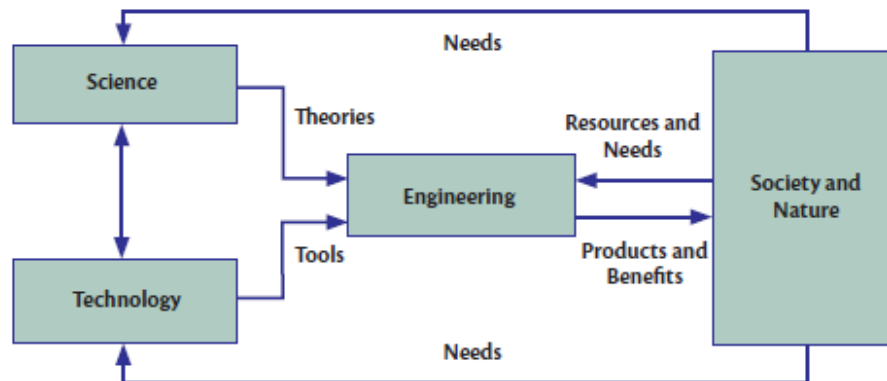 Needs
Science
Theories
Resources and
Needs
Engineering
Society and
Nature
Tools
Products and
Benefits
Technology
Needs